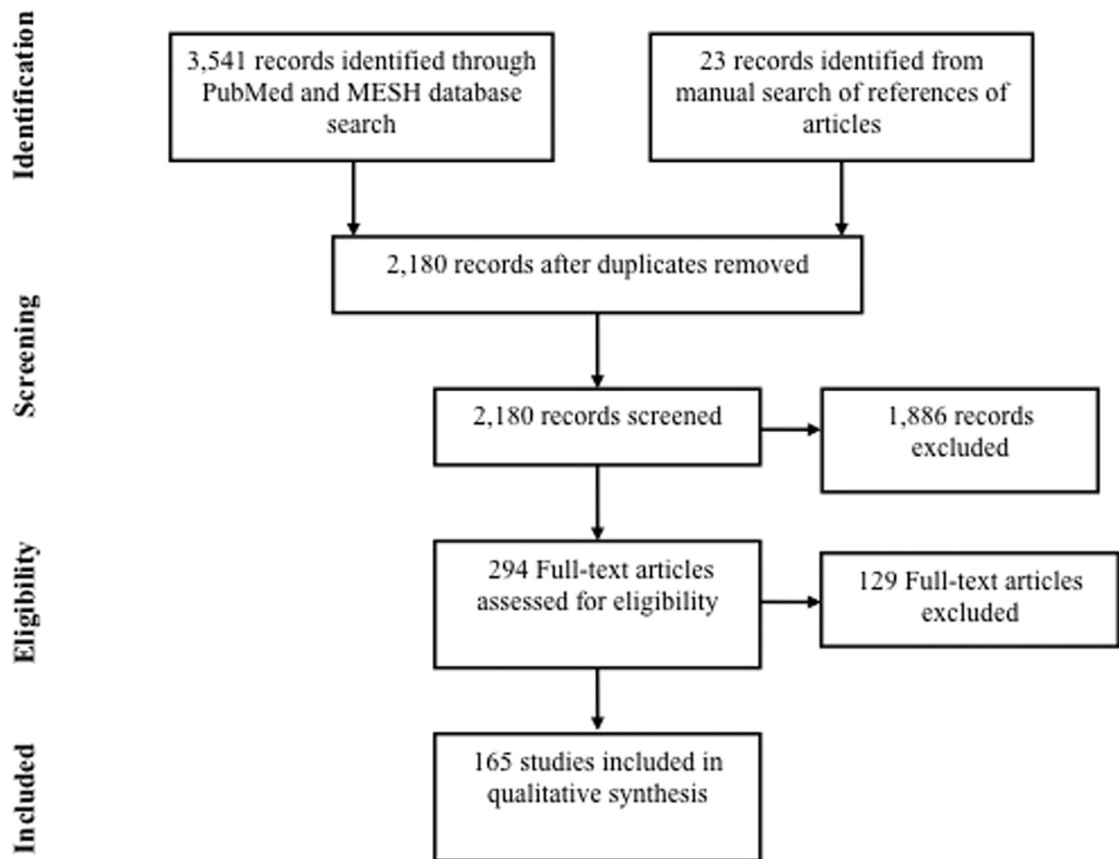 Identification
3,541 records identified through
PubMed and MESH database
search
23 records identified from
manual search of references of
articles
2,180 records after duplicates removed
Screening
2,180 records screened
1,886 records
excluded
Eligibility
294 Full-text articles
assessed for eligibility
129 Full-text articles
excluded
Included
165 studies included in
qualitative synthesis